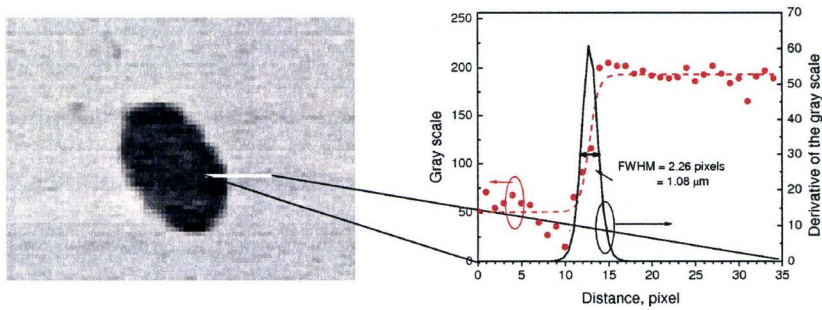 250
200
150
100
50
0
Gray scale
0 5 10 15 20 25 30 35
Distance, pixel
FWHM = 2.26 pixels
= 1.08 μm
70
60
50
40
30
20
10
0
Derivative of the gray scale